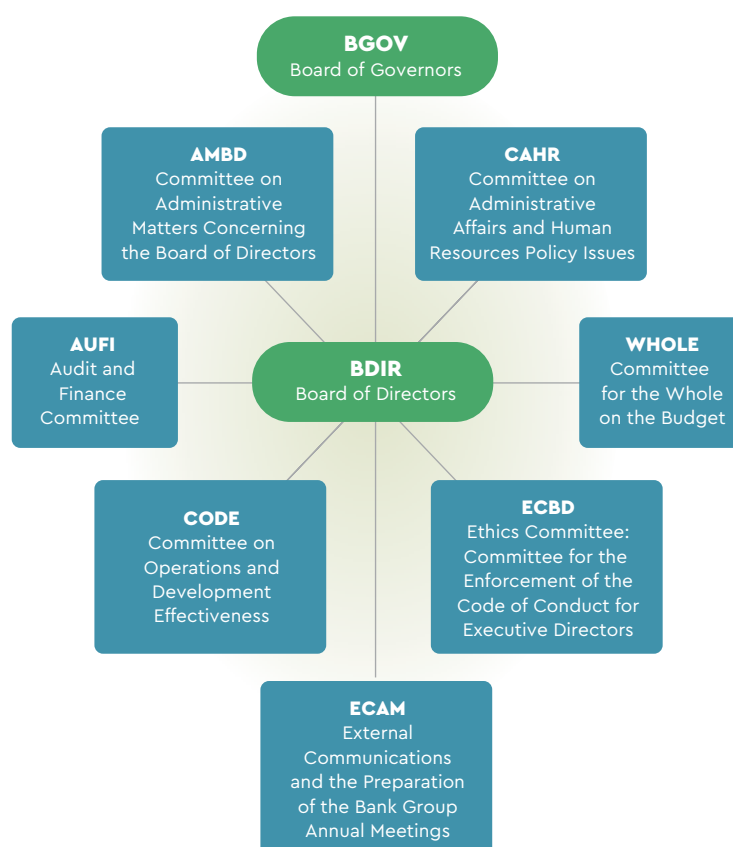 BGOV
Board of Governors
AMBD
Committee on
Administrative
Matters Concerning
the Board of Directors
CAHR
Committee on
Administrative
Affairs and Human
Resources Policy Issues
AUFI
Audit and
Finance
Committee
BDIR
Board of Directors
WHOLE
Committee
for the Whole
on the Budget
CODE
Committee on
Operations and
Development
Effectiveness
ECBD
Ethics Committee:
Committee for the
Enforcement of the
Code of Conduct for
Executive Directors
ECAM
External
Communications
and the Preparation
of the Bank Group
Annual Meetings